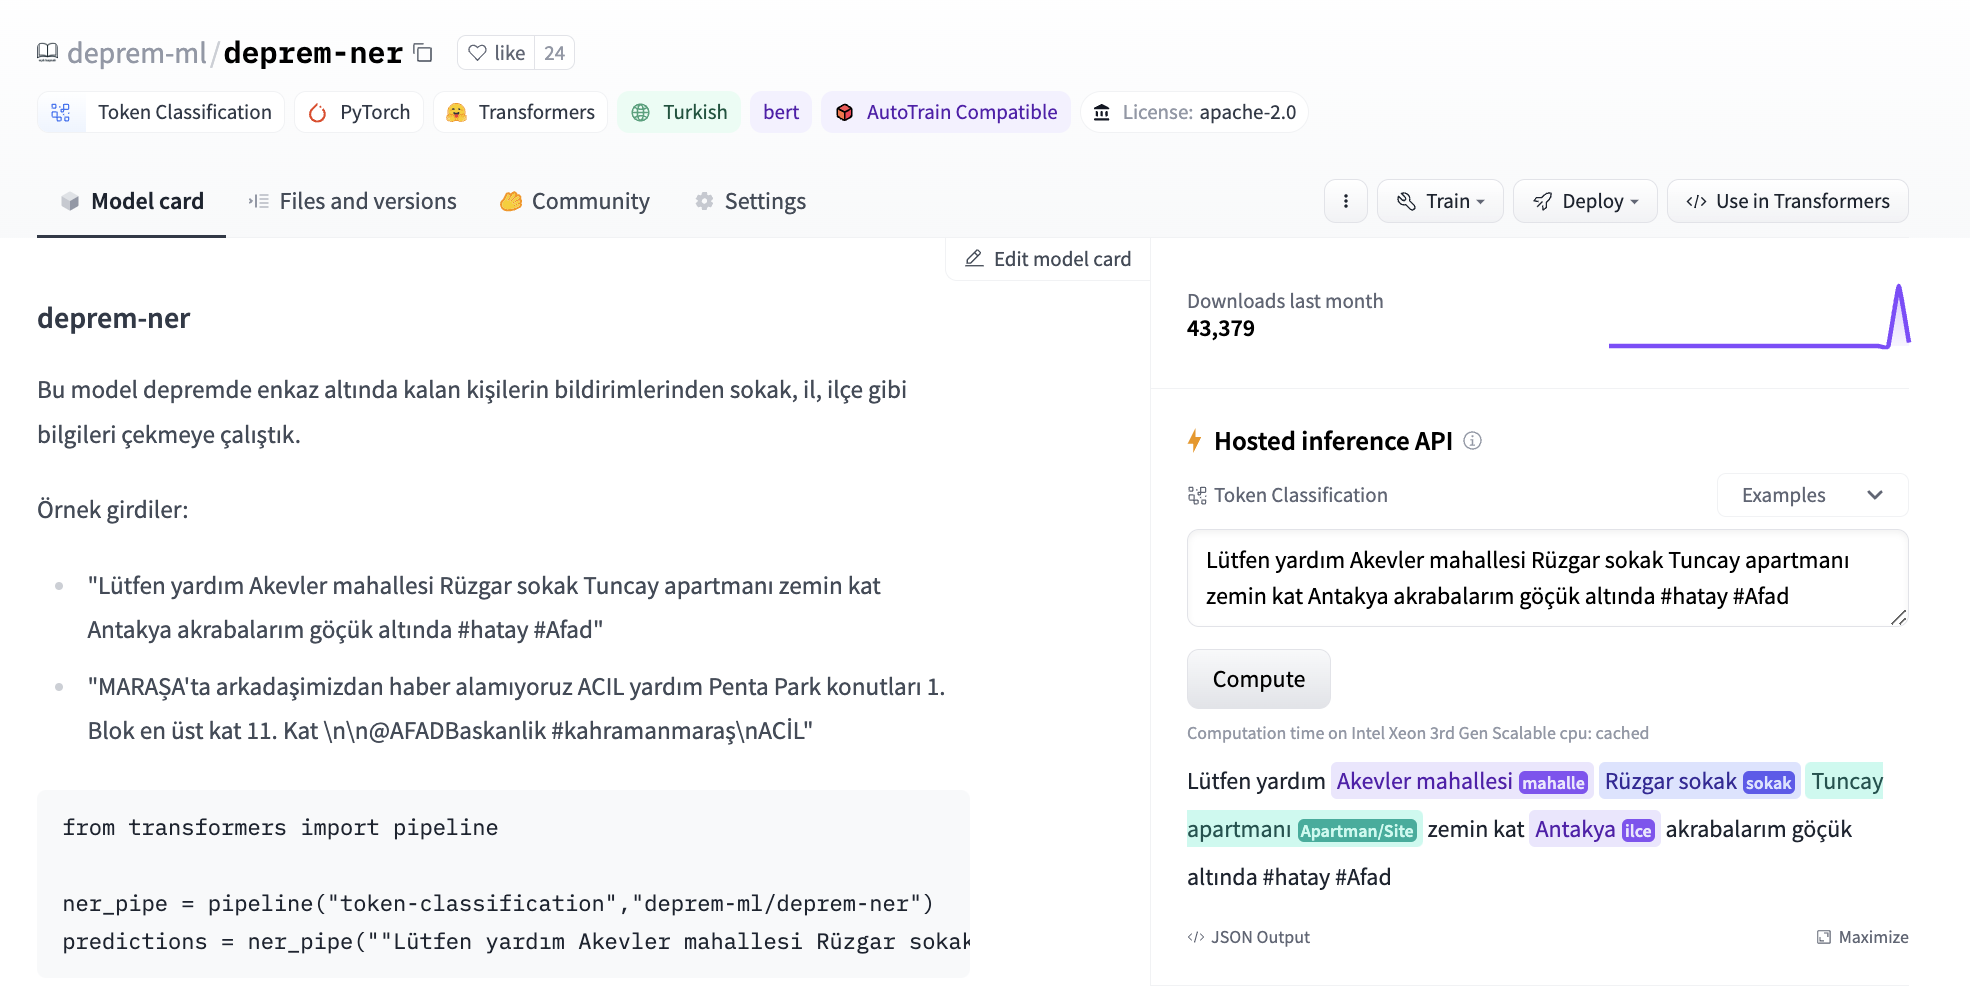 deprem-ml/deprem-ner like 24
Token Classification PyTorch Transformers Turkish bert AutoTrain Compatible License: apache-2.0
Model card Files and versions Community Settings Train Deploy </> Use in Transformers
Edit model card
deprem-ner
Bu model depremde enkaz altında kalan kişilerin bildirimlerinden sokak, il, ilçe gibi
bilgileri çekmeye çalıştık.
Örnek girdiler:
"Lütfen yardım Akevler mahallesi Rüzgar sokak Tuncay apartmanı zemin kat
Antakya akrabalarım göçük altında #hatay #Afad"
"MARAŞA'ta arkadaşimizdan haber alamıyoruz ACIL yardım Penta Park konutları 1.
Blok en üst kat 11. Kat \n\n@AFADBaskanlik #kahramanmaraş\nACİL"
from transformers import pipeline
ner_pipe = pipeline("token-classification","deprem-ml/deprem-ner")
predictions = ner_pipe(""Lütfen yardım Akevler mahallesi Rüzgar sokak
Downloads last month
43,379
Hosted inference API
Token Classification Examples
Lütfen yardım Akevler mahallesi Rüzgar sokak Tuncay apartmanı
zemin kat Antakya akrabalarım göçük altında #hatay #Afad
Compute
Computation time on Intel Xeon 3rd Gen Scalable cpu: cached
Lütfen yardım Akevler mahallesi mahalle Rüzgar sokak sokak Tuncay
apartmanı Apartman/Site zemin kat Antakya ilce akrabalarım göçük
altında #hatay #Afad
</> JSON Output Maximize